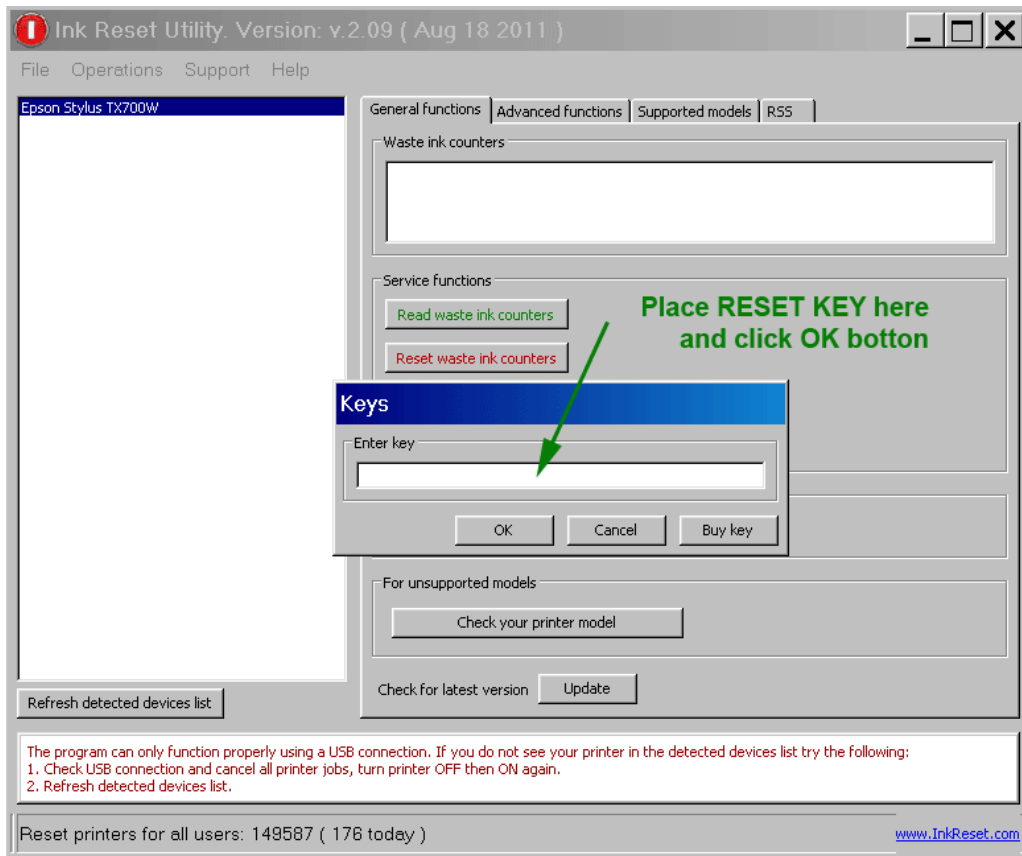 Ink Reset Utility. Version: v.2.09 ( Aug 18 2011 )
File Operations Support Help
Epson Stylus TX700W
General functions Advanced functions Supported models RSS
Waste ink counters
Service functions
Read waste ink counters
Reset waste ink counters
Place RESET KEY here
and click OK botton
Keys
Enter key
OK Cancel Buy key
For unsupported models
Check your printer model
Check for latest version Update
Refresh detected devices list
The program can only function properly using a USB connection. If you do not see your printer in the detected devices list try the following:
1. Check USB connection and cancel all printer jobs, turn printer OFF then ON again.
2. Refresh detected devices list.
Reset printers for all users: 149587 ( 176 today )
www.InkReset.com